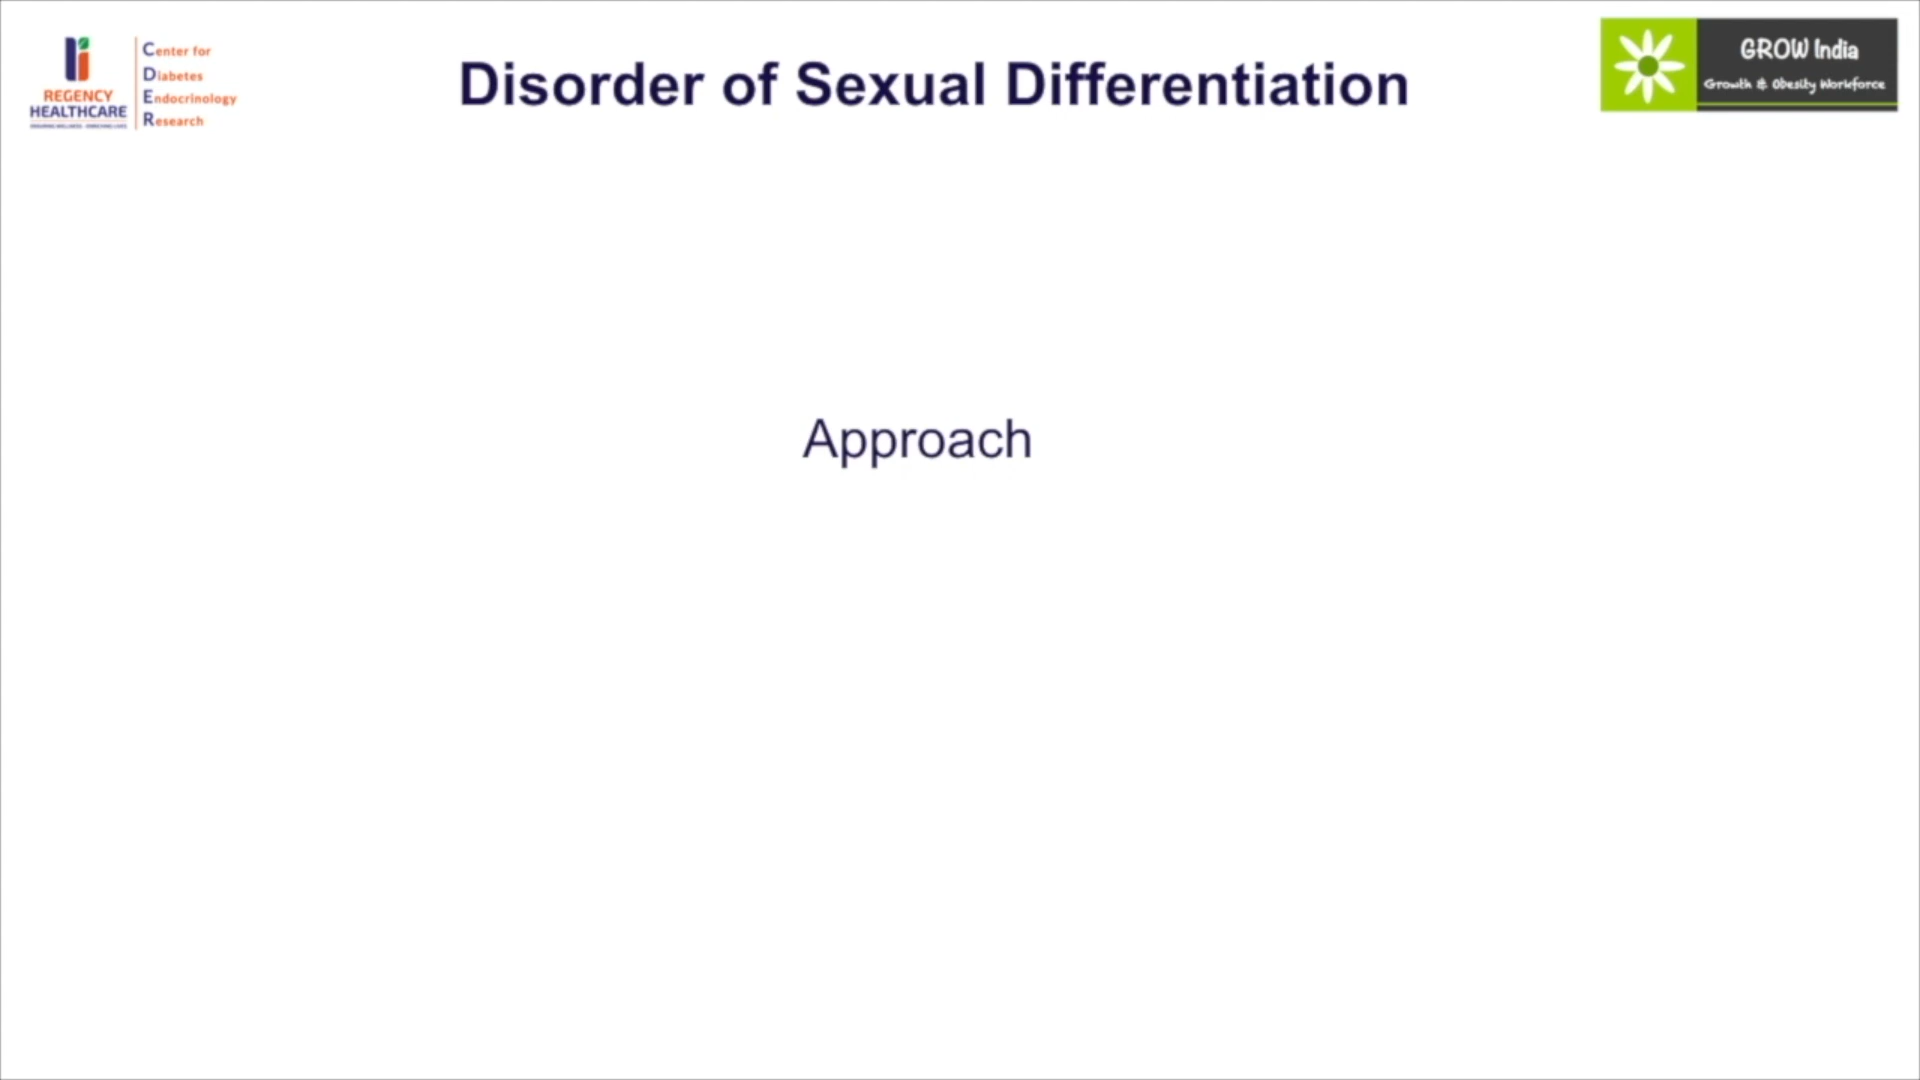 REGENCY
HEALTHCARE
Center for
Diabetes
Endocrinology
Research
Disorder of Sexual Differentiation
GROW India
Growth & Obesity Workforce
Approach